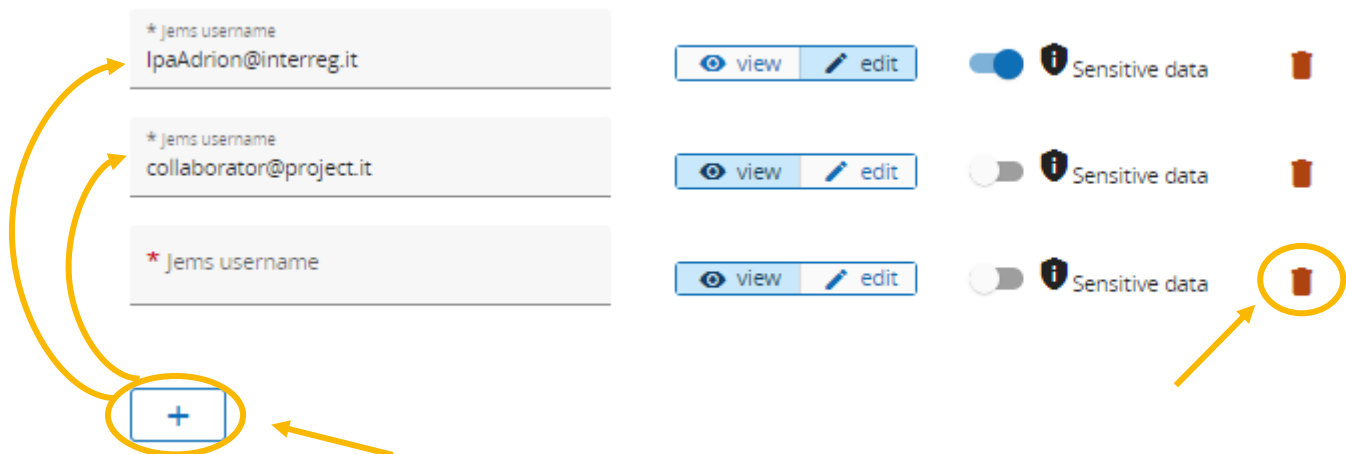 * Jems username
IpaAdrion@interreg.it
view edit Sensitive data
* Jems username
collaborator@project.it
view edit Sensitive data
* Jems username
view edit Sensitive data
+